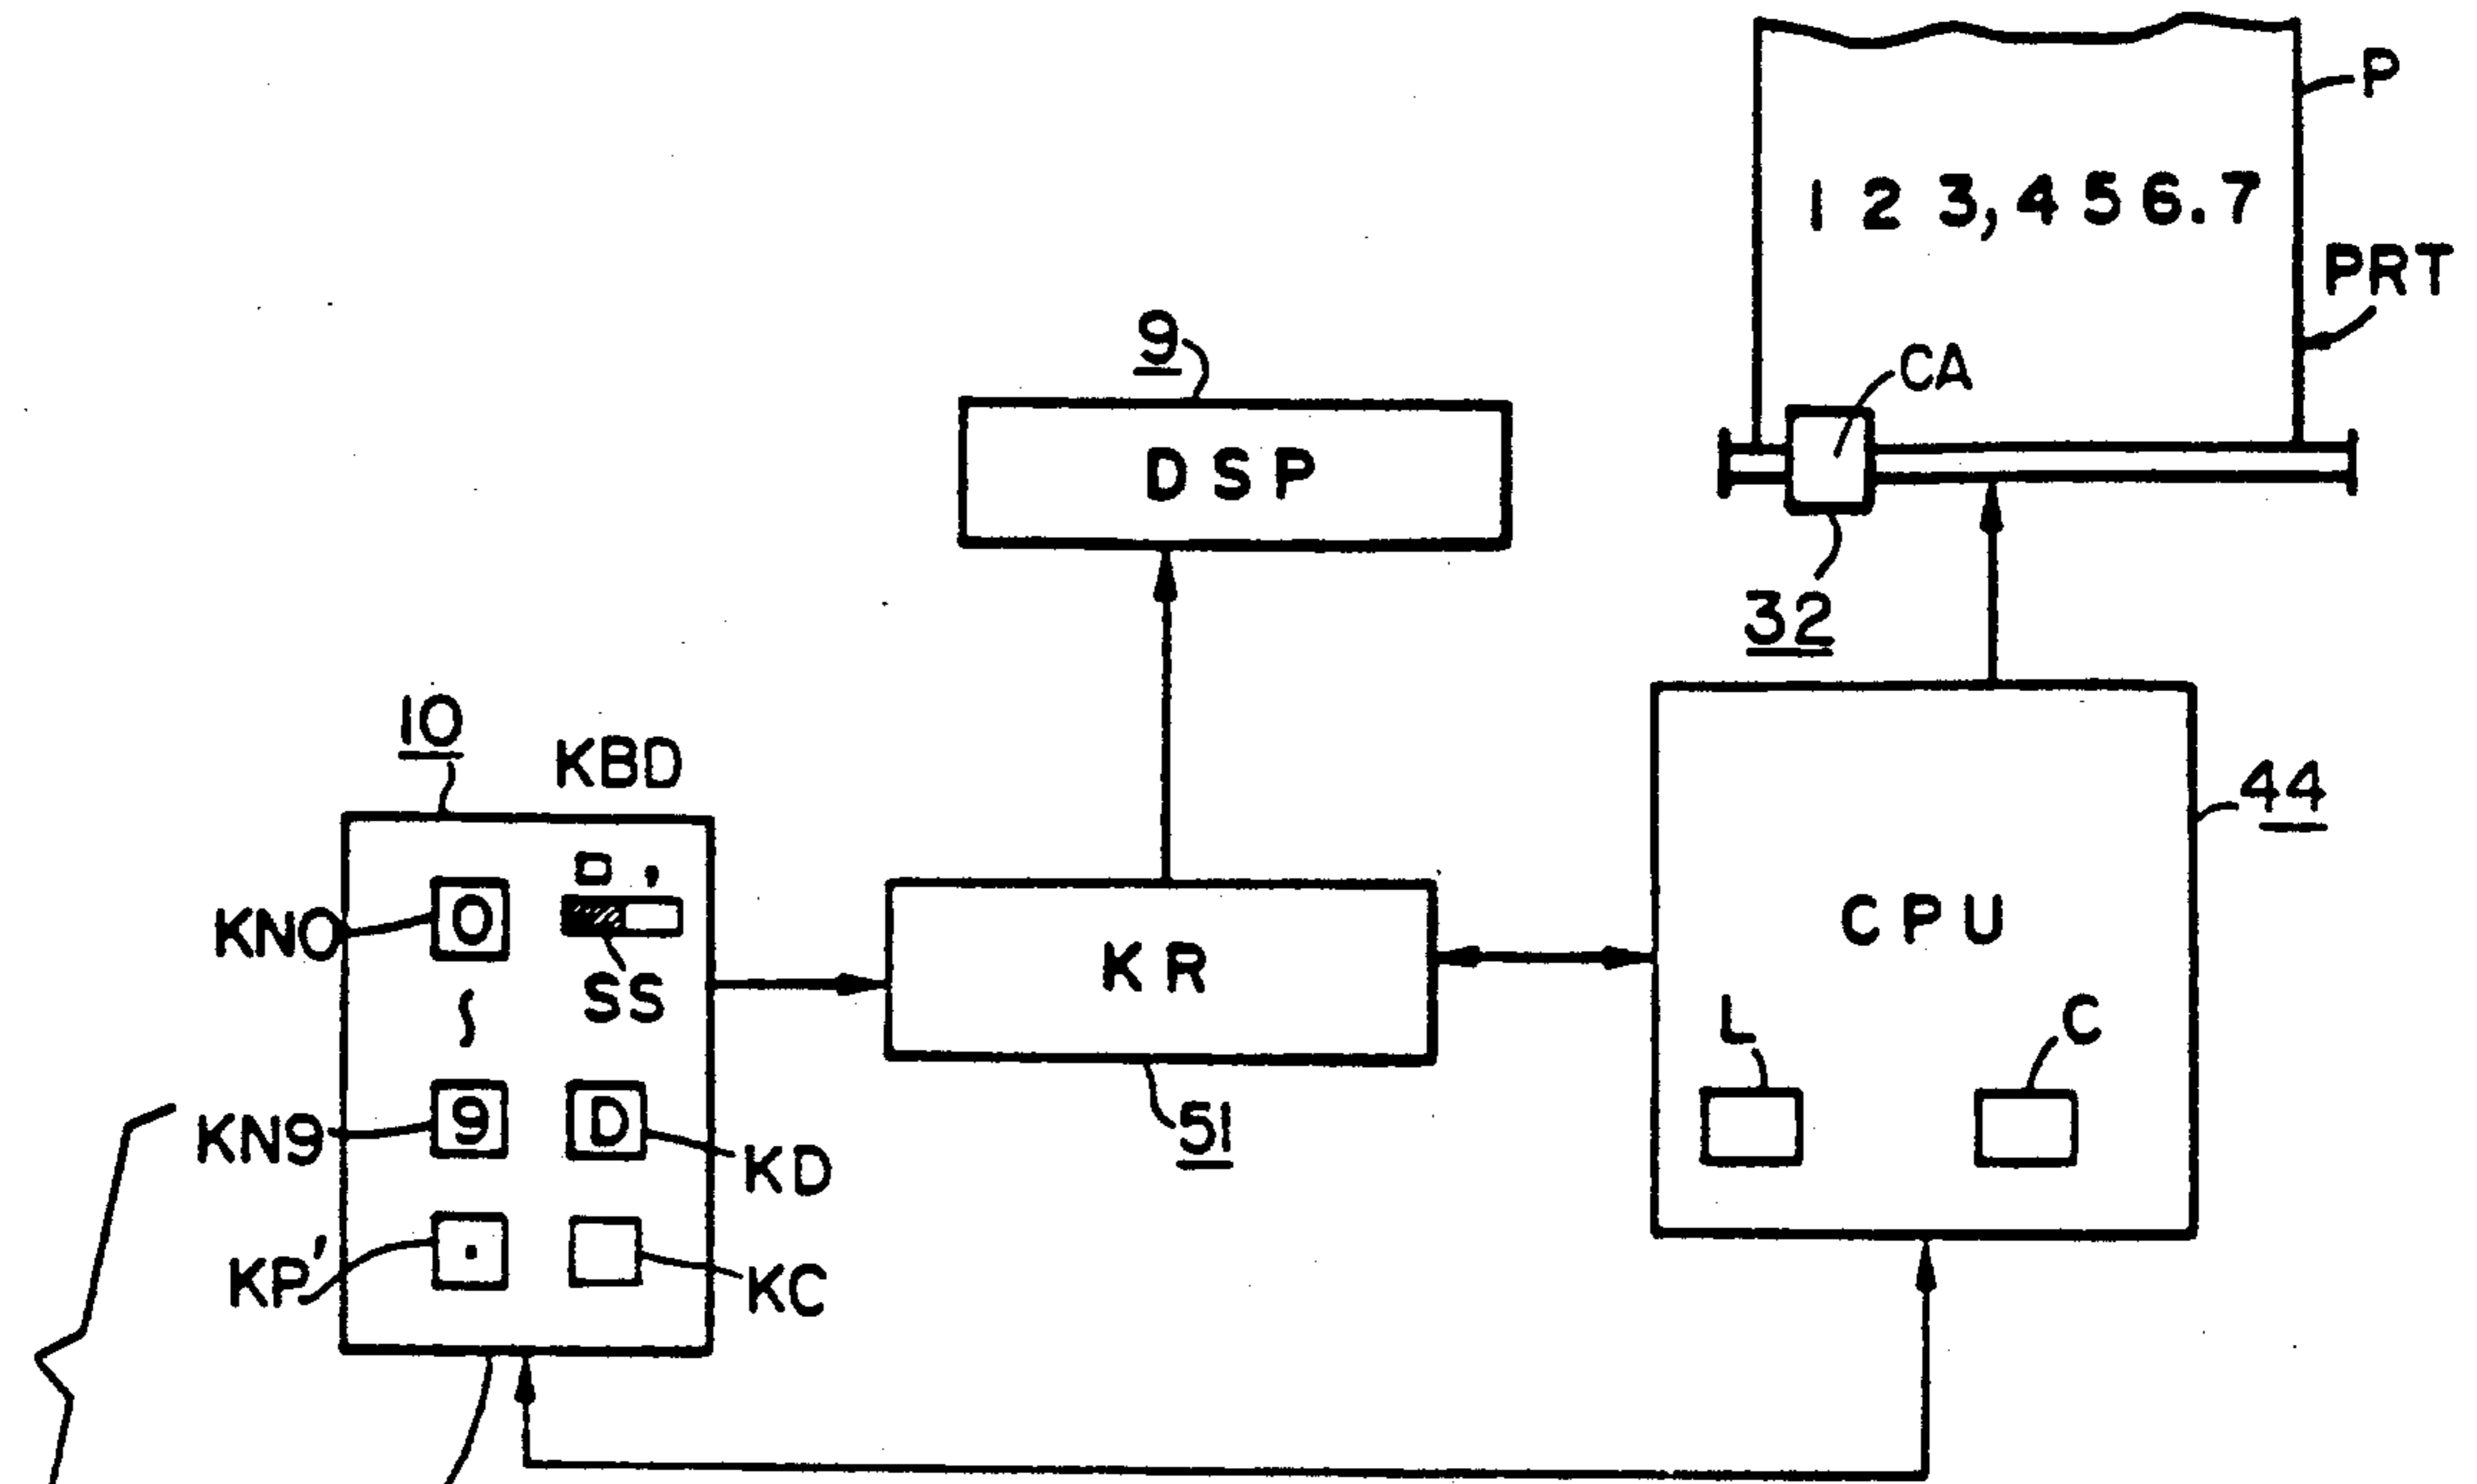 P
1 2 3,4 5 6.7
PRT
9
CA
DSP
32
10
KBD
44
KN0
0
SS
KR
CPU
L
C
KN9
9
D
KD
51
KP'
.
KC